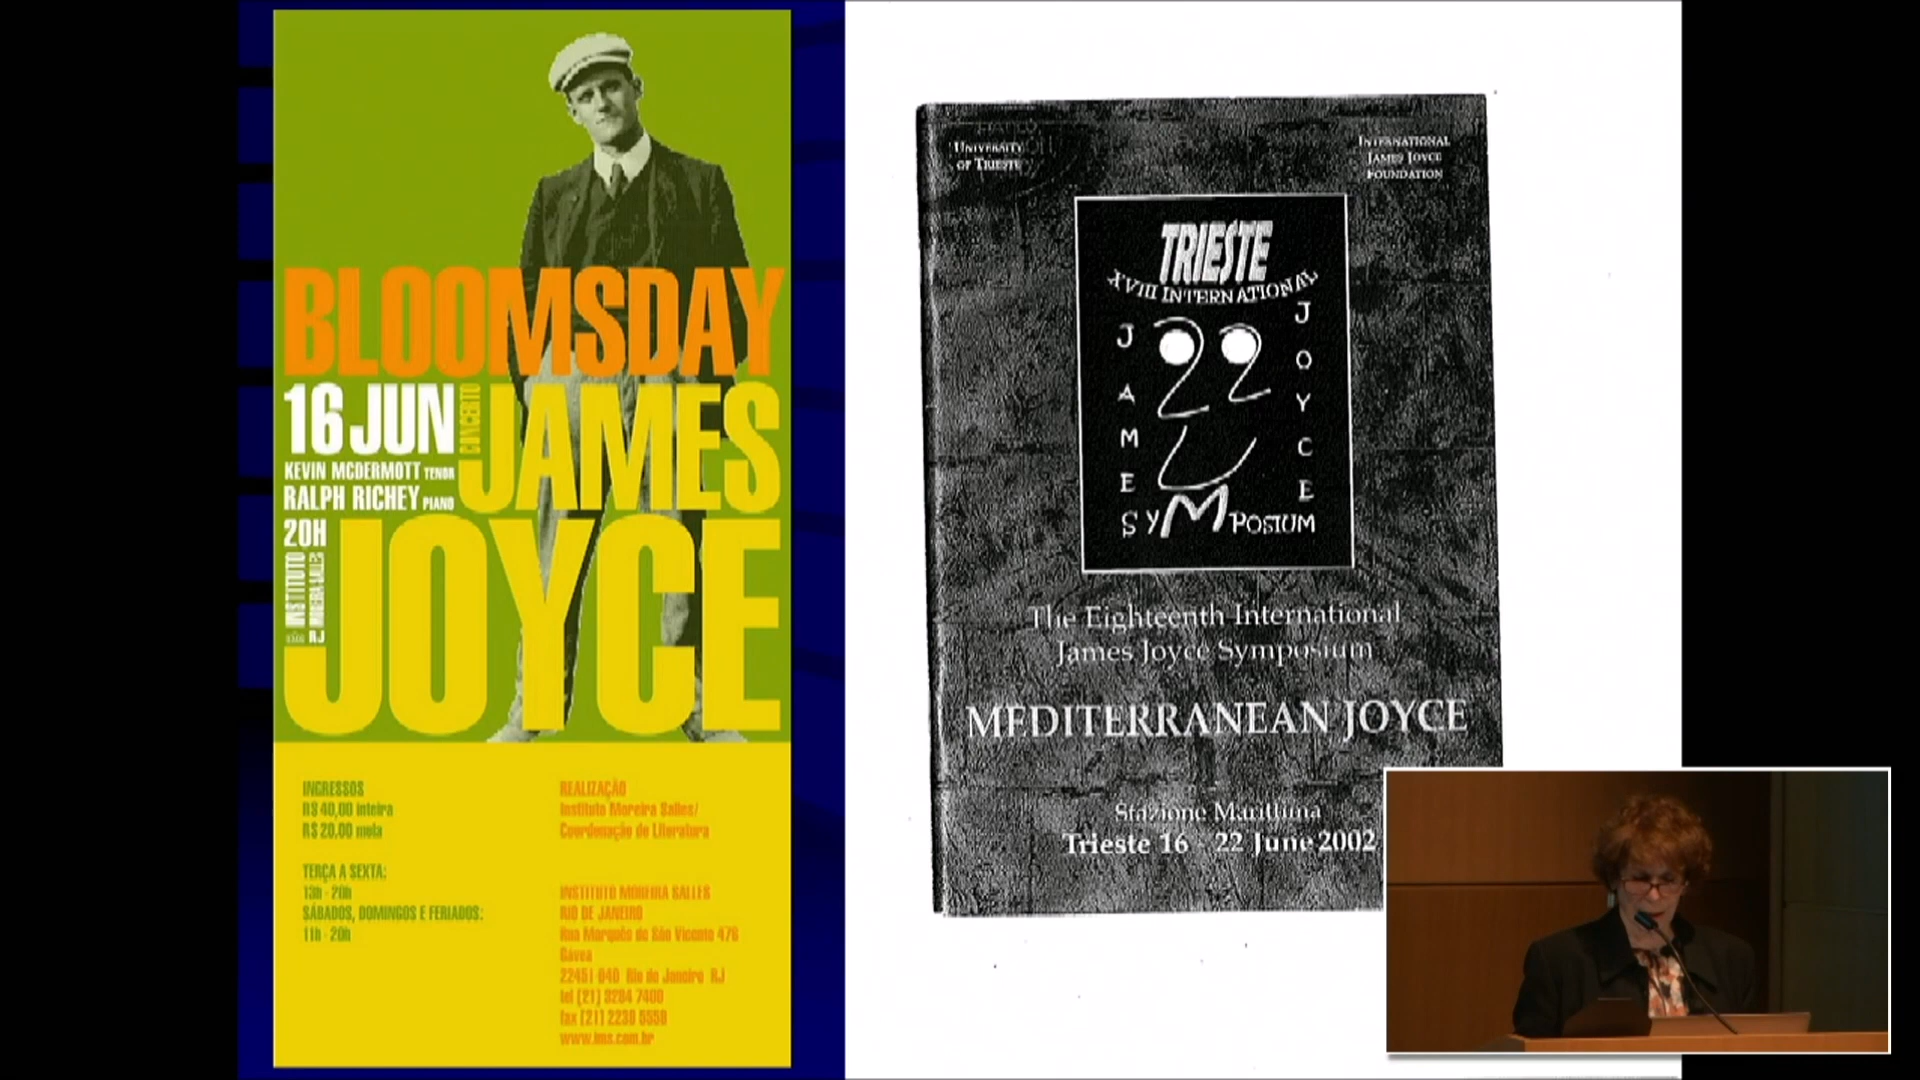 BLOOMSDAY
16 JUN
CONCERTO
JAMES
KEVIN MCDERMOTT TENOR
RALPH RICHEY PIANO
20H
INSTITUTO
MOREIRA SALLES
RJ
JOYCE
INGRESSOS
R$ 40,00 inteira
R$ 20,00 meia
TERÇA A SEXTA:
13h - 20h
SÁBADOS, DOMINGOS E FERIADOS:
11h - 20h
REALIZAÇÃO
Instituto Moreira Salles/
Coordenação de Literatura
INSTITUTO MOREIRA SALLES
RIO DE JANEIRO
Rua Marquês de São Vicente 476
Gávea
22451-040 Rio de Janeiro RJ
tel [21] 3284 7400
fax [21] 2239 5559
www.ims.com.br
UNIVERSITY
OF TRIESTE
INTERNATIONAL
JAMES JOYCE
FOUNDATION
TRIESTE
XVIII INTERNATIONAL
JAMES
JOYCE
SYMPOSIUM
The Eighteenth International
James Joyce Symposium
MEDITERRANEAN JOYCE
Stazione Marittima
Trieste 16 - 22 June 2002